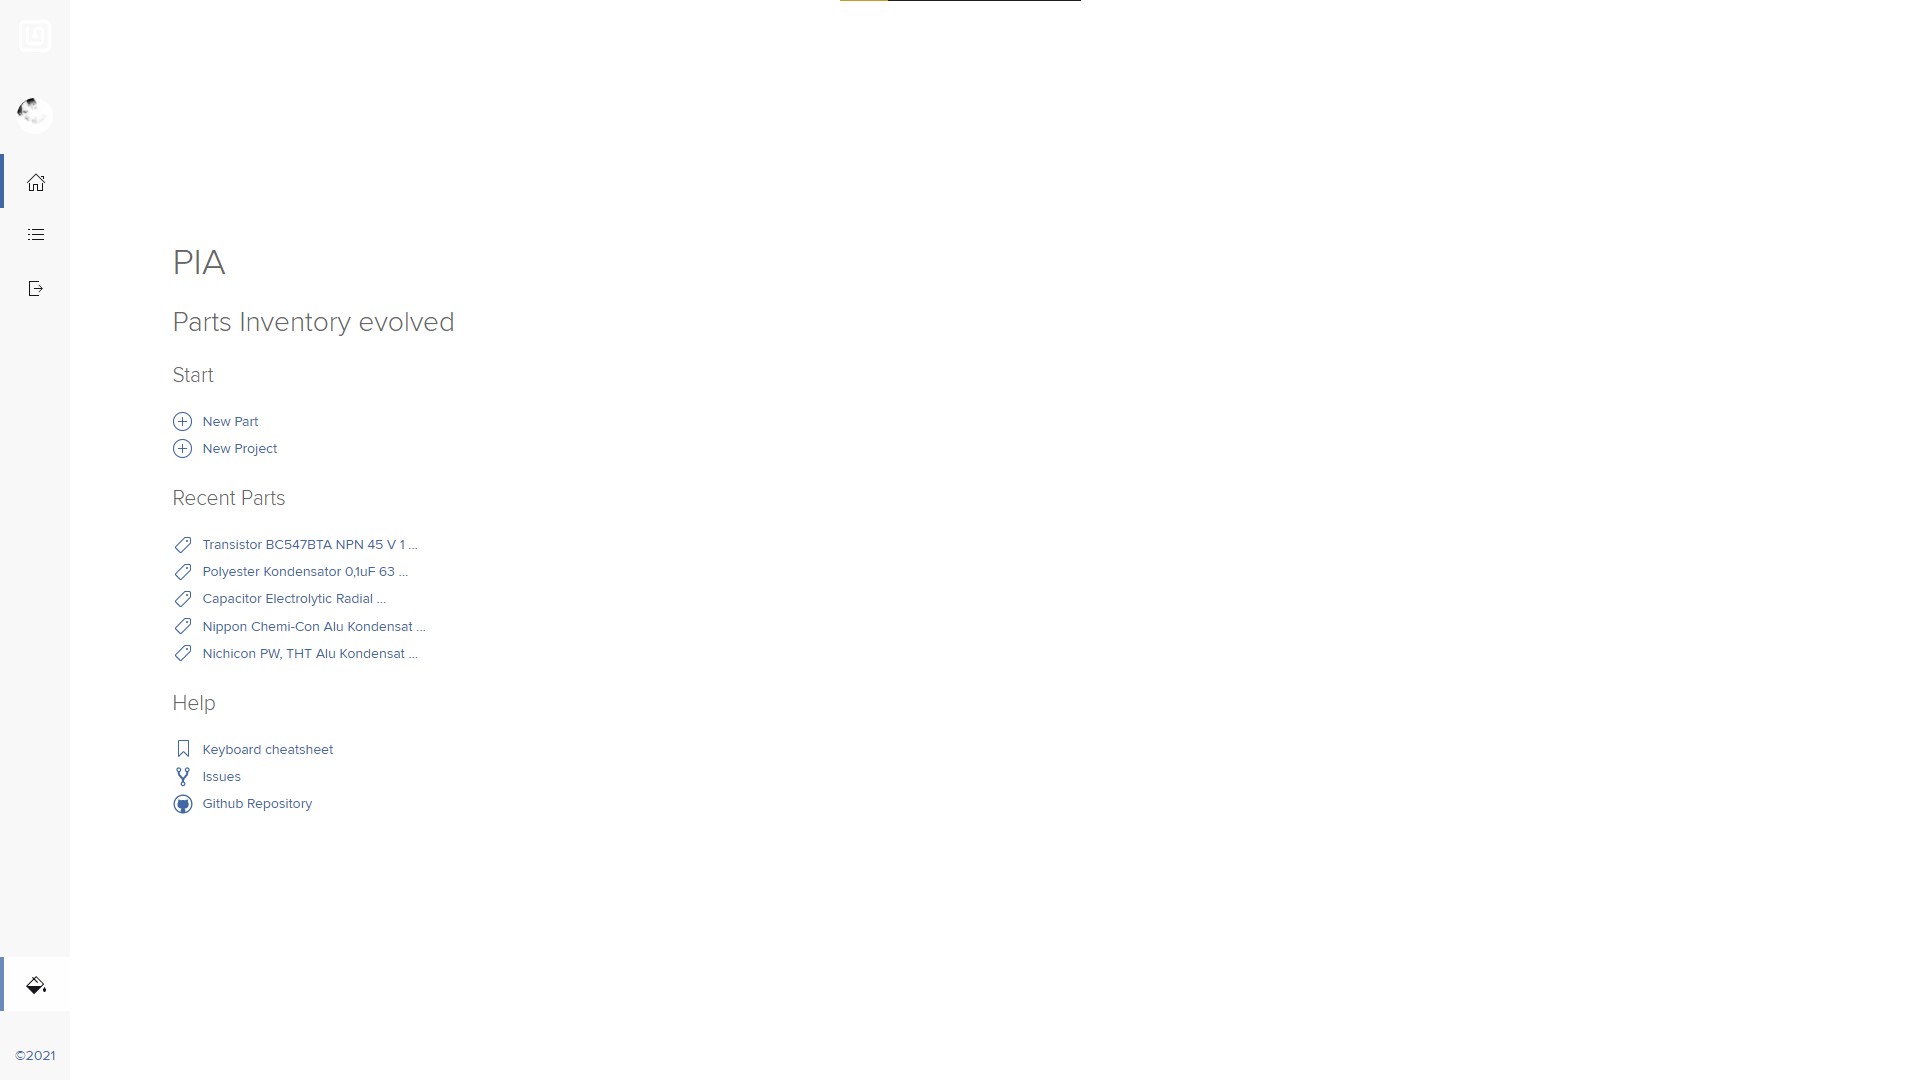 PIA
Parts Inventory evolved
Start
New Part
New Project
Recent Parts
Transistor BC547BTA NPN 45 V 1 ...
Polyester Kondensator 0,1uF 63 ...
Capacitor Electrolytic Radial ...
Nippon Chemi-Con Alu Kondensat ...
Nichicon PW, THT Alu Kondensat ...
Help
Keyboard cheatsheet
Issues
Github Repository
©2021